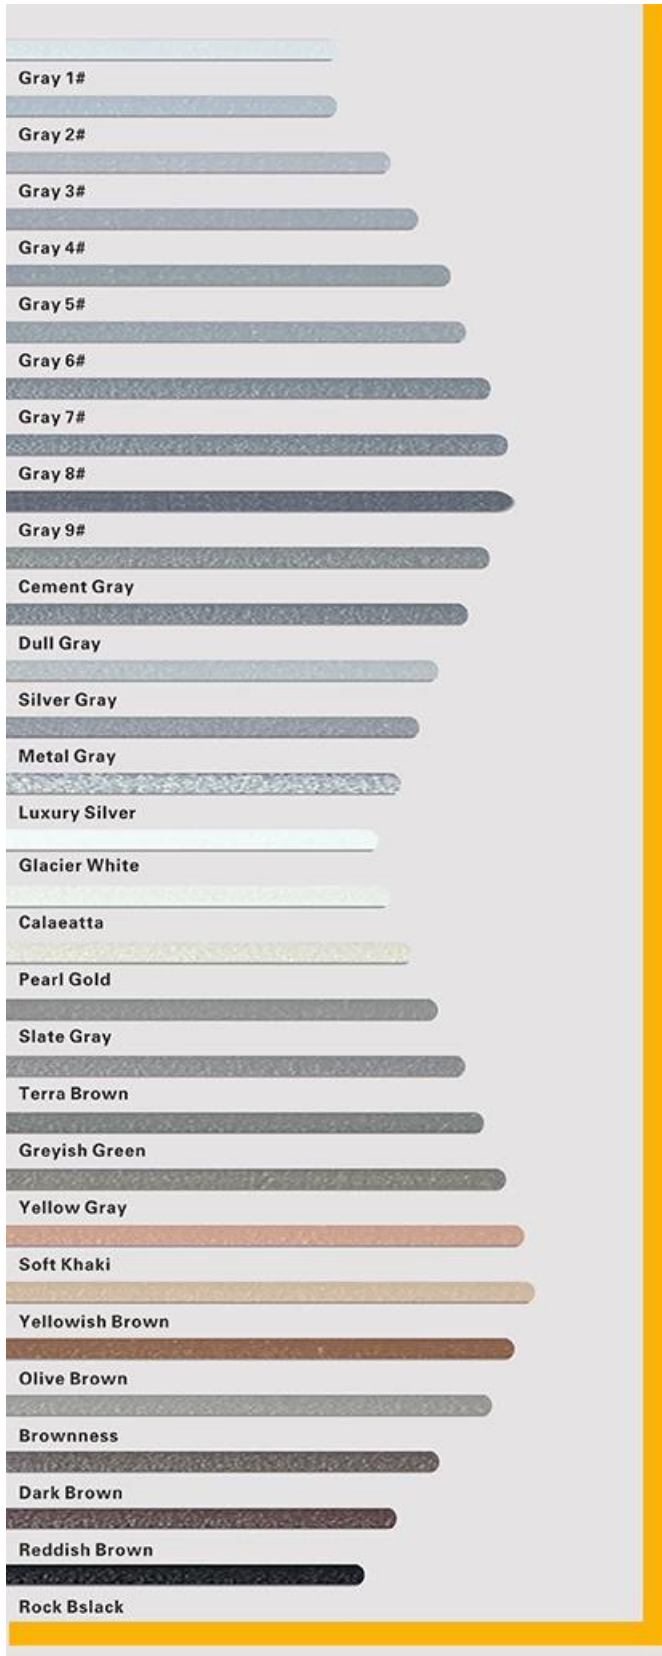 Gray 1#
Gray 2#
Gray 3#
Gray 4#
Gray 5#
Gray 6#
Gray 7#
Gray 8#
Gray 9#
Cement Gray
Dull Gray
Silver Gray
Metal Gray
Luxury Silver
Glacier White
Calaeatta
Pearl Gold
Slate Gray
Terra Brown
Greyish Green
Yellow Gray
Soft Khaki
Yellowish Brown
Olive Brown
Brownness
Dark Brown
Reddish Brown
Rock Bslack